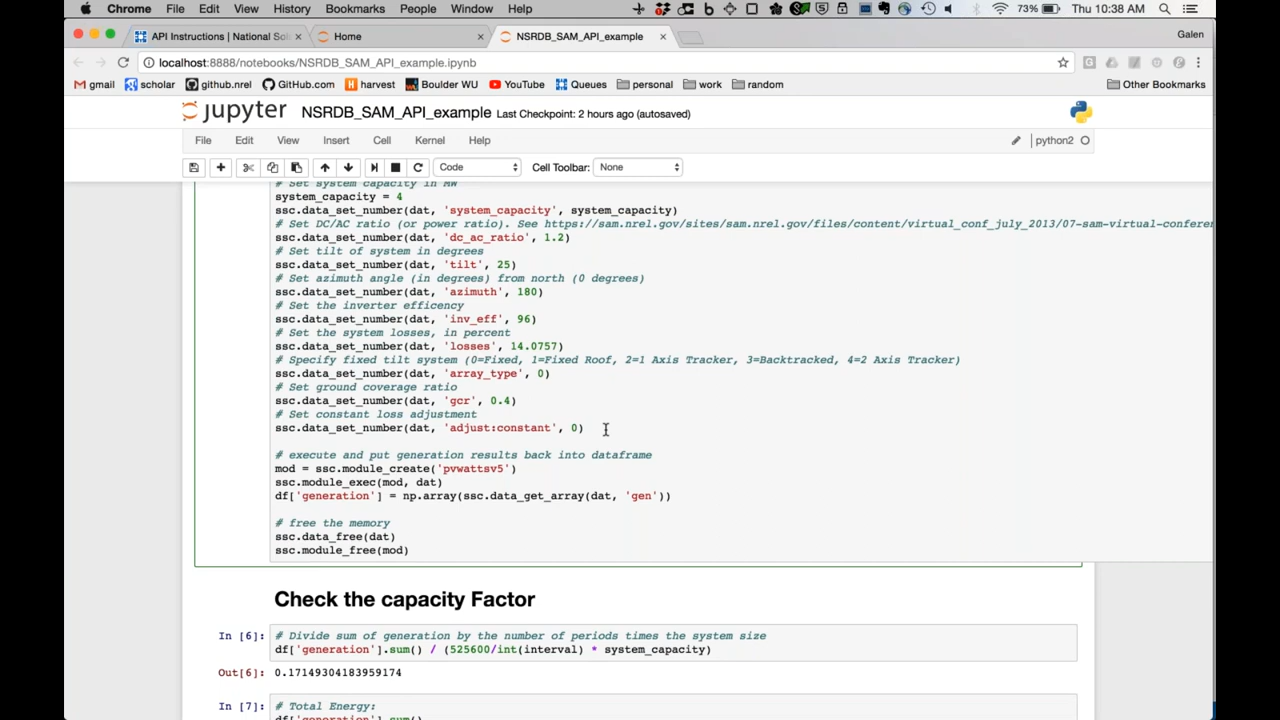 Chrome File Edit View History Bookmarks People Window Help 73% Thu 10:38 AM
API Instructions | National Sol Home NSRDB_SAM_API_example Galen
localhost:8888/notebooks/NSRDB_SAM_API_example.ipynb
gmail scholar github.nrel GitHub.com harvest Boulder WU YouTube Queues personal work random Other Bookmarks
jupyter NSRDB_SAM_API_example Last Checkpoint: 2 hours ago (autosaved)
File Edit View Insert Cell Kernel Help python2
Code Cell Toolbar: None
# Set system capacity in MW
system_capacity = 4
ssc.data_set_number(dat, 'system_capacity', system_capacity)
# Set DC/AC ratio (or power ratio). See https://sam.nrel.gov/sites/sam.nrel.gov/files/content/virtual_conf_july_2013/07-sam-virtual-conferen
ssc.data_set_number(dat, 'dc_ac_ratio', 1.2)
# Set tilt of system in degrees
ssc.data_set_number(dat, 'tilt', 25)
# Set azimuth angle (in degrees) from north (0 degrees)
ssc.data_set_number(dat, 'azimuth', 180)
# Set the inverter efficency
ssc.data_set_number(dat, 'inv_eff', 96)
# Set the system losses, in percent
ssc.data_set_number(dat, 'losses', 14.0757)
# Specify fixed tilt system (0=Fixed, 1=Fixed Roof, 2=1 Axis Tracker, 3=Backtracked, 4=2 Axis Tracker)
ssc.data_set_number(dat, 'array_type', 0)
# Set ground coverage ratio
ssc.data_set_number(dat, 'gcr', 0.4)
# Set constant loss adjustment
ssc.data_set_number(dat, 'adjust:constant', 0)
# execute and put generation results back into dataframe
mod = ssc.module_create('pvwattsv5')
ssc.module_exec(mod, dat)
df['generation'] = np.array(ssc.data_get_array(dat, 'gen'))
# free the memory
ssc.data_free(dat)
ssc.module_free(mod)
Check the capacity Factor
In [6]: # Divide sum of generation by the number of periods times the system size
df['generation'].sum() / (525600/int(interval) * system_capacity)
Out[6]: 0.17149304183959174
In [7]: # Total Energy:
df['generation'].sum()